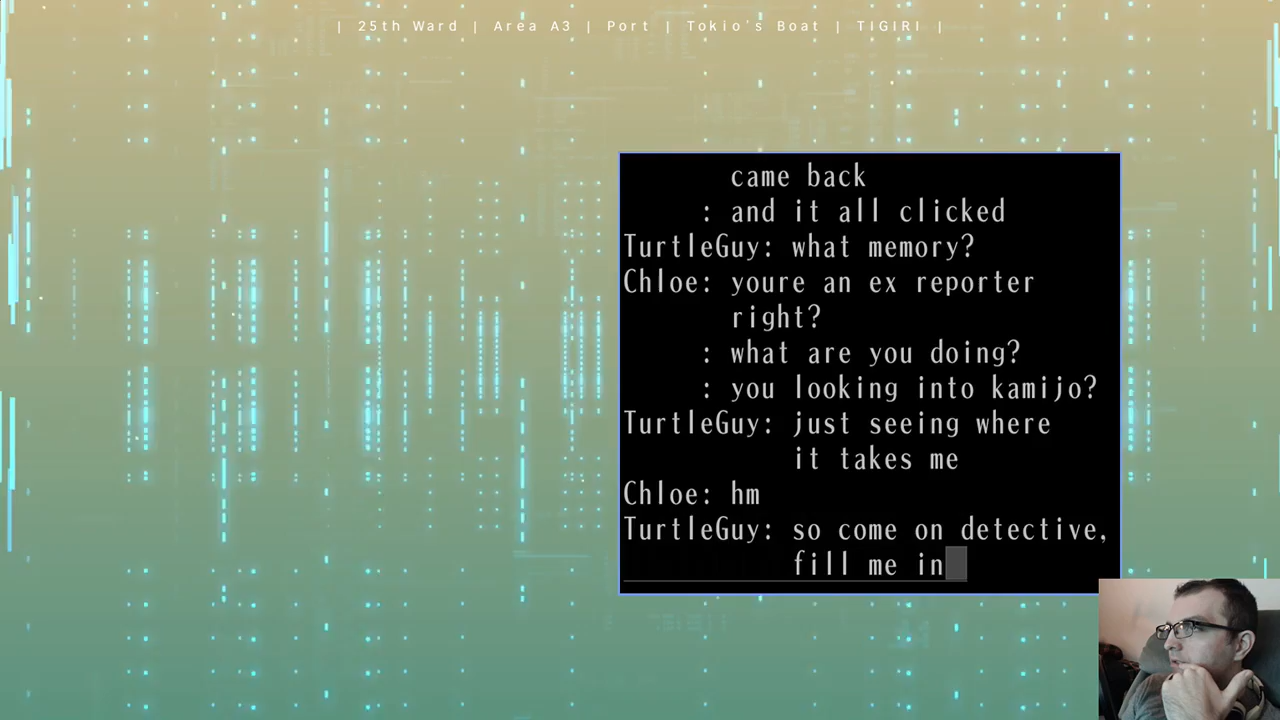 | 25th Ward | Area A3 | Port | Tokio's Boat | TIGIRI |
came back
: and it all clicked
TurtleGuy: what memory?
Chloe: youre an ex reporter
right?
: what are you doing?
: you looking into kamijo?
TurtleGuy: just seeing where
it takes me
Chloe: hm
TurtleGuy: so come on detective,
fill me in